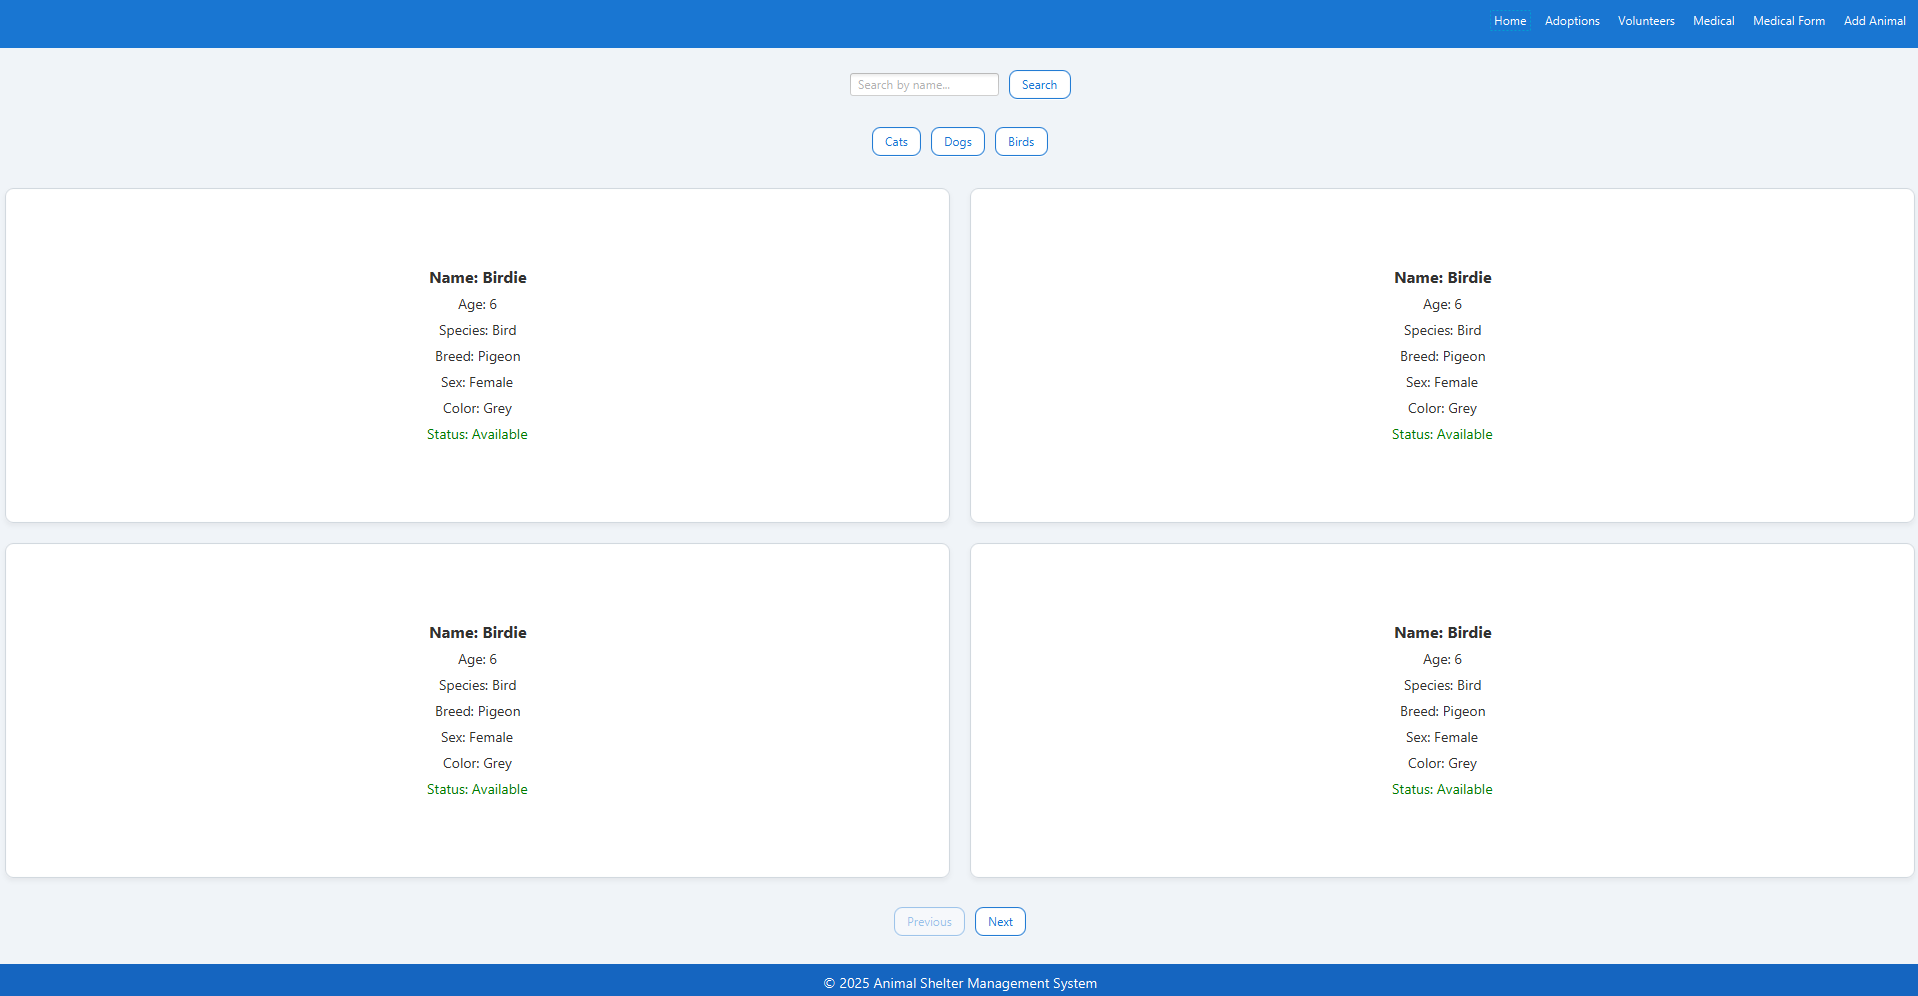 Home Adoptions Volunteers Medical Medical Form Add Animal
Search by name... Search
Cats Dogs Birds
Name: Birdie
Age: 6
Species: Bird
Breed: Pigeon
Sex: Female
Color: Grey
Status: Available
Name: Birdie
Age: 6
Species: Bird
Breed: Pigeon
Sex: Female
Color: Grey
Status: Available
Name: Birdie
Age: 6
Species: Bird
Breed: Pigeon
Sex: Female
Color: Grey
Status: Available
Name: Birdie
Age: 6
Species: Bird
Breed: Pigeon
Sex: Female
Color: Grey
Status: Available
Previous Next
© 2025 Animal Shelter Management System